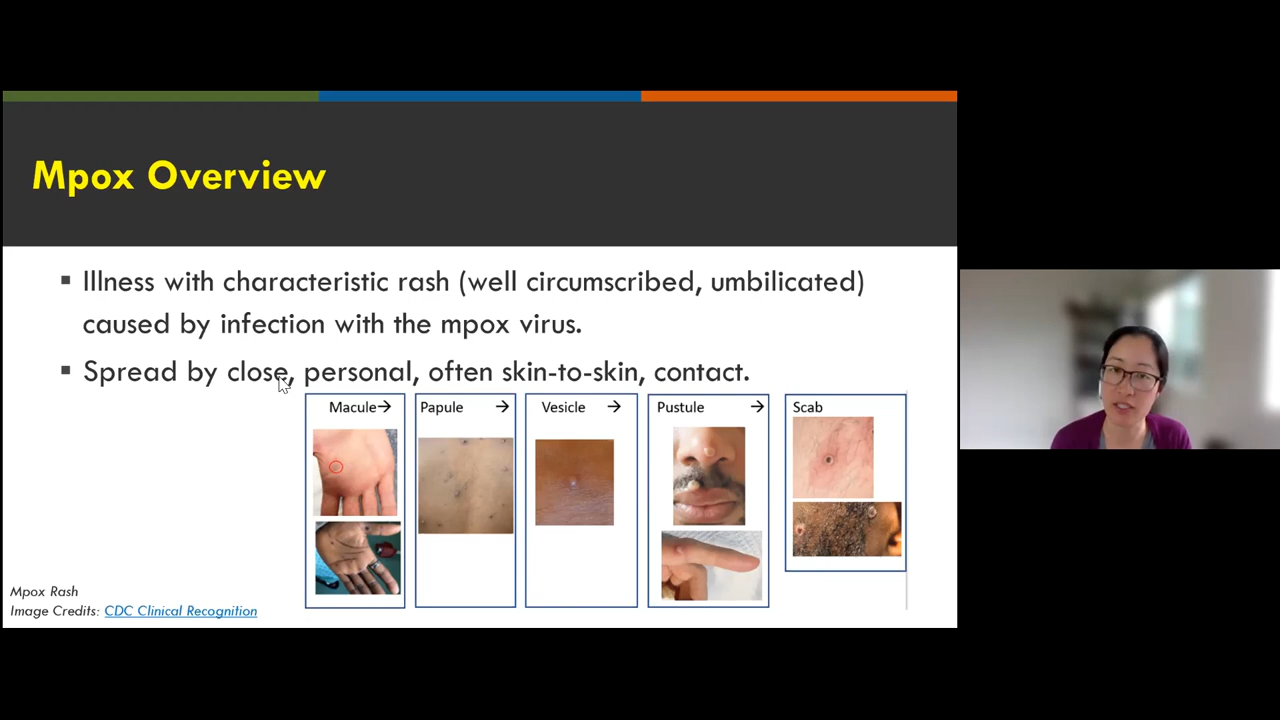 Mpox Overview
▪ Illness with characteristic rash (well circumscribed, umbilicated)
caused by infection with the mpox virus.
▪ Spread by close, personal, often skin-to-skin, contact.
Macule→ Papule → Vesicle → Pustule → Scab
Mpox Rash
Image Credits: CDC Clinical Recognition